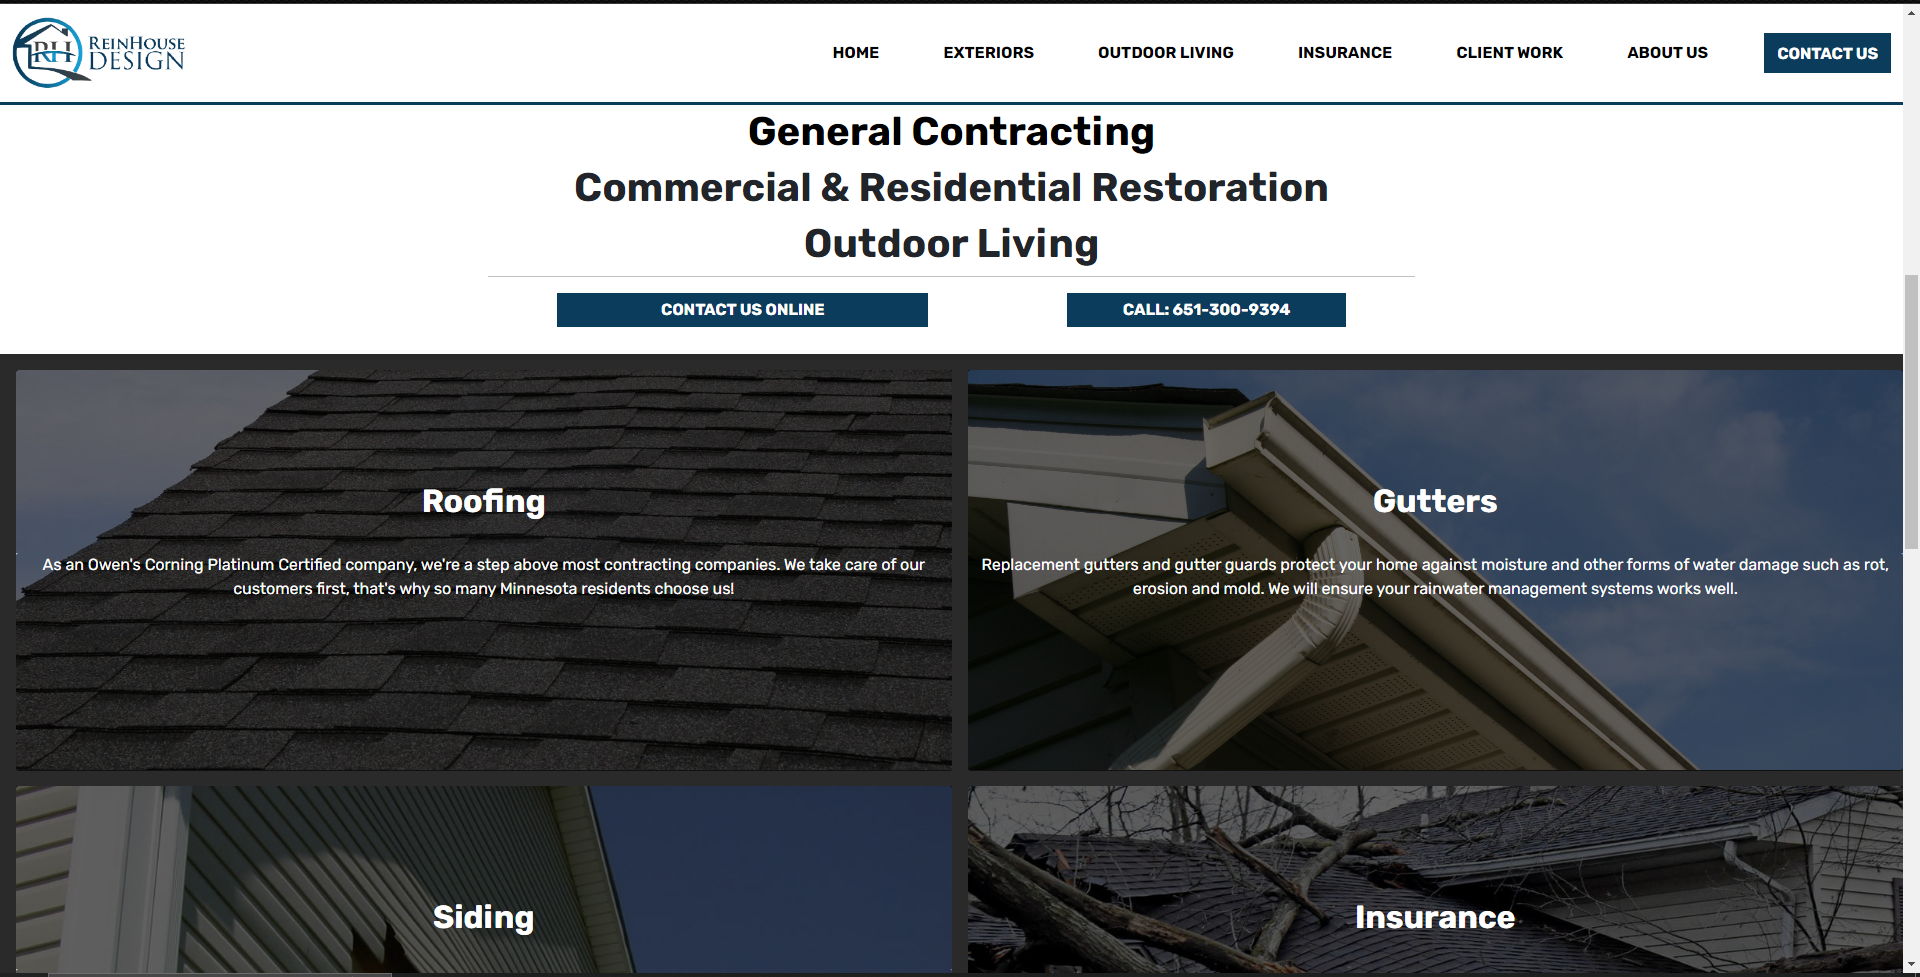 RH
REINHOUSE
DESIGN
HOME
EXTERIORS
OUTDOOR LIVING
INSURANCE
CLIENT WORK
ABOUT US
CONTACT US
General Contracting
Commercial & Residential Restoration
Outdoor Living
CONTACT US ONLINE
CALL: 651-300-9394
Roofing
As an Owen's Corning Platinum Certified company, we're a step above most contracting companies. We take care of our
customers first, that's why so many Minnesota residents choose us!
Gutters
Replacement gutters and gutter guards protect your home against moisture and other forms of water damage such as rot,
erosion and mold. We will ensure your rainwater management systems works well.
Siding
Insurance